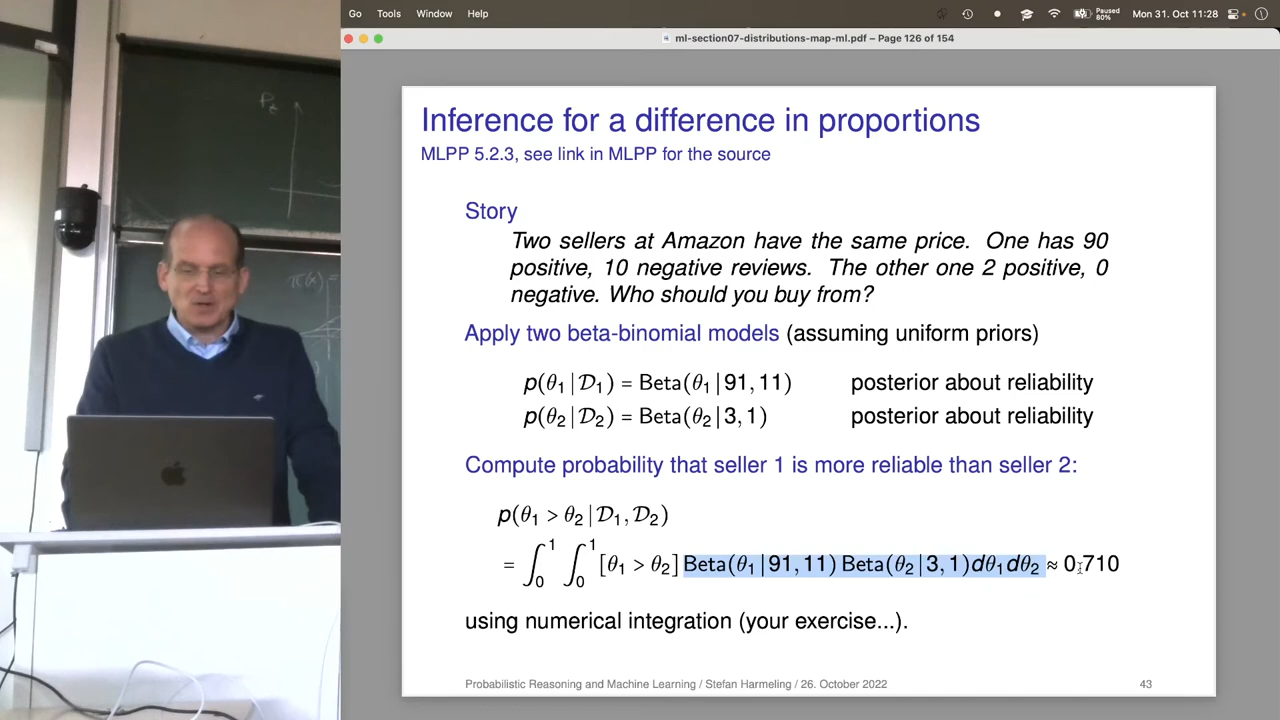 Go Tools Window Help
Paused
80%
Mon 31. Oct 11:28
ml-section07-distributions-map-ml.pdf – Page 126 of 154
Inference for a difference in proportions
MLPP 5.2.3, see link in MLPP for the source
Story
Two sellers at Amazon have the same price. One has 90
positive, 10 negative reviews. The other one 2 positive, 0
negative. Who should you buy from?
Apply two beta-binomial models (assuming uniform priors)
p(θ₁ | 𝒟₁) = Beta(θ₁ | 91, 11) posterior about reliability
p(θ₂ | 𝒟₂) = Beta(θ₂ | 3, 1) posterior about reliability
Compute probability that seller 1 is more reliable than seller 2:
p(θ₁ > θ₂ | 𝒟₁, 𝒟₂)
= ∫₀¹ ∫₀¹ [θ₁ > θ₂] Beta(θ₁ | 91, 11) Beta(θ₂ | 3, 1)dθ₁dθ₂ ≈ 0.710
using numerical integration (your exercise...).
Probabilistic Reasoning and Machine Learning / Stefan Harmeling / 26. October 2022
43
P_t
π(x) =